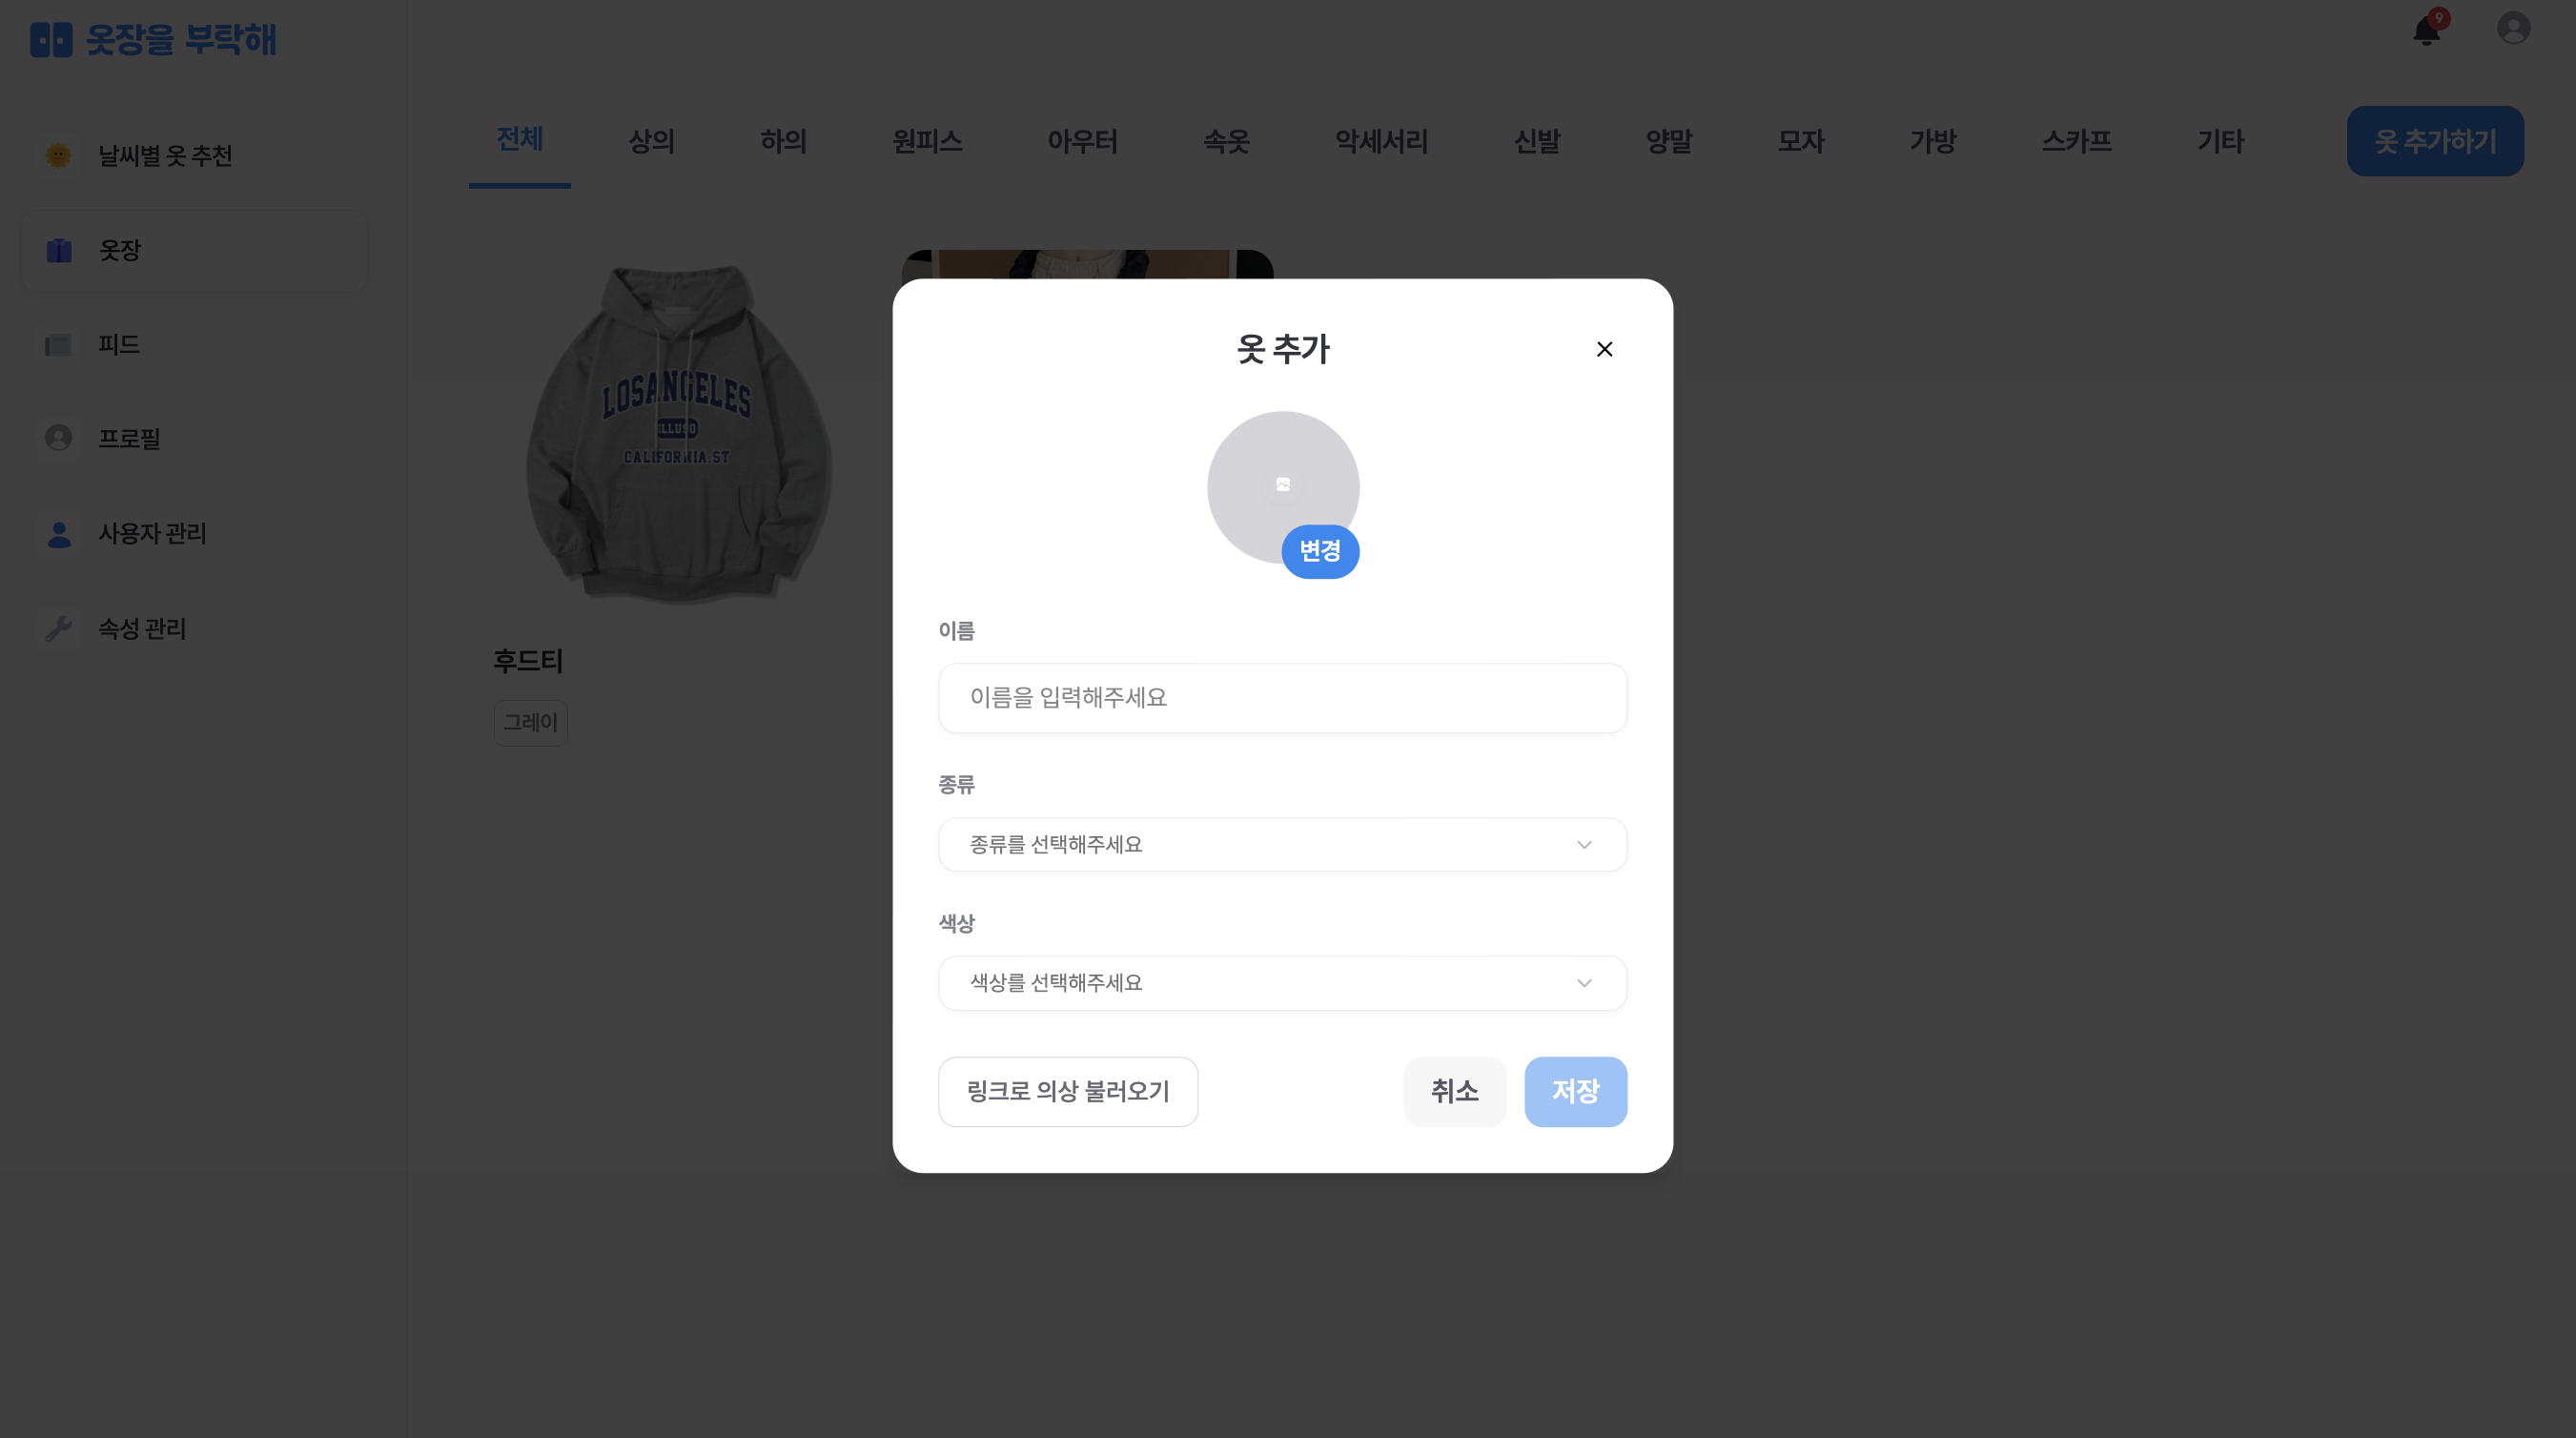 옷장을 부탁해
9
날씨별 옷 추천
옷장
피드
프로필
사용자 관리
속성 관리
전체 상의 하의 원피스 아우터 속옷 악세서리 신발 양말 모자 가방 스카프 기타
옷 추가하기
LOSANGELES
ILLUSO
CALIFORNIA.ST
후드티
그레이
옷 추가
변경
이름
이름을 입력해주세요
종류
종류를 선택해주세요
색상
색상를 선택해주세요
링크로 의상 불러오기
취소
저장